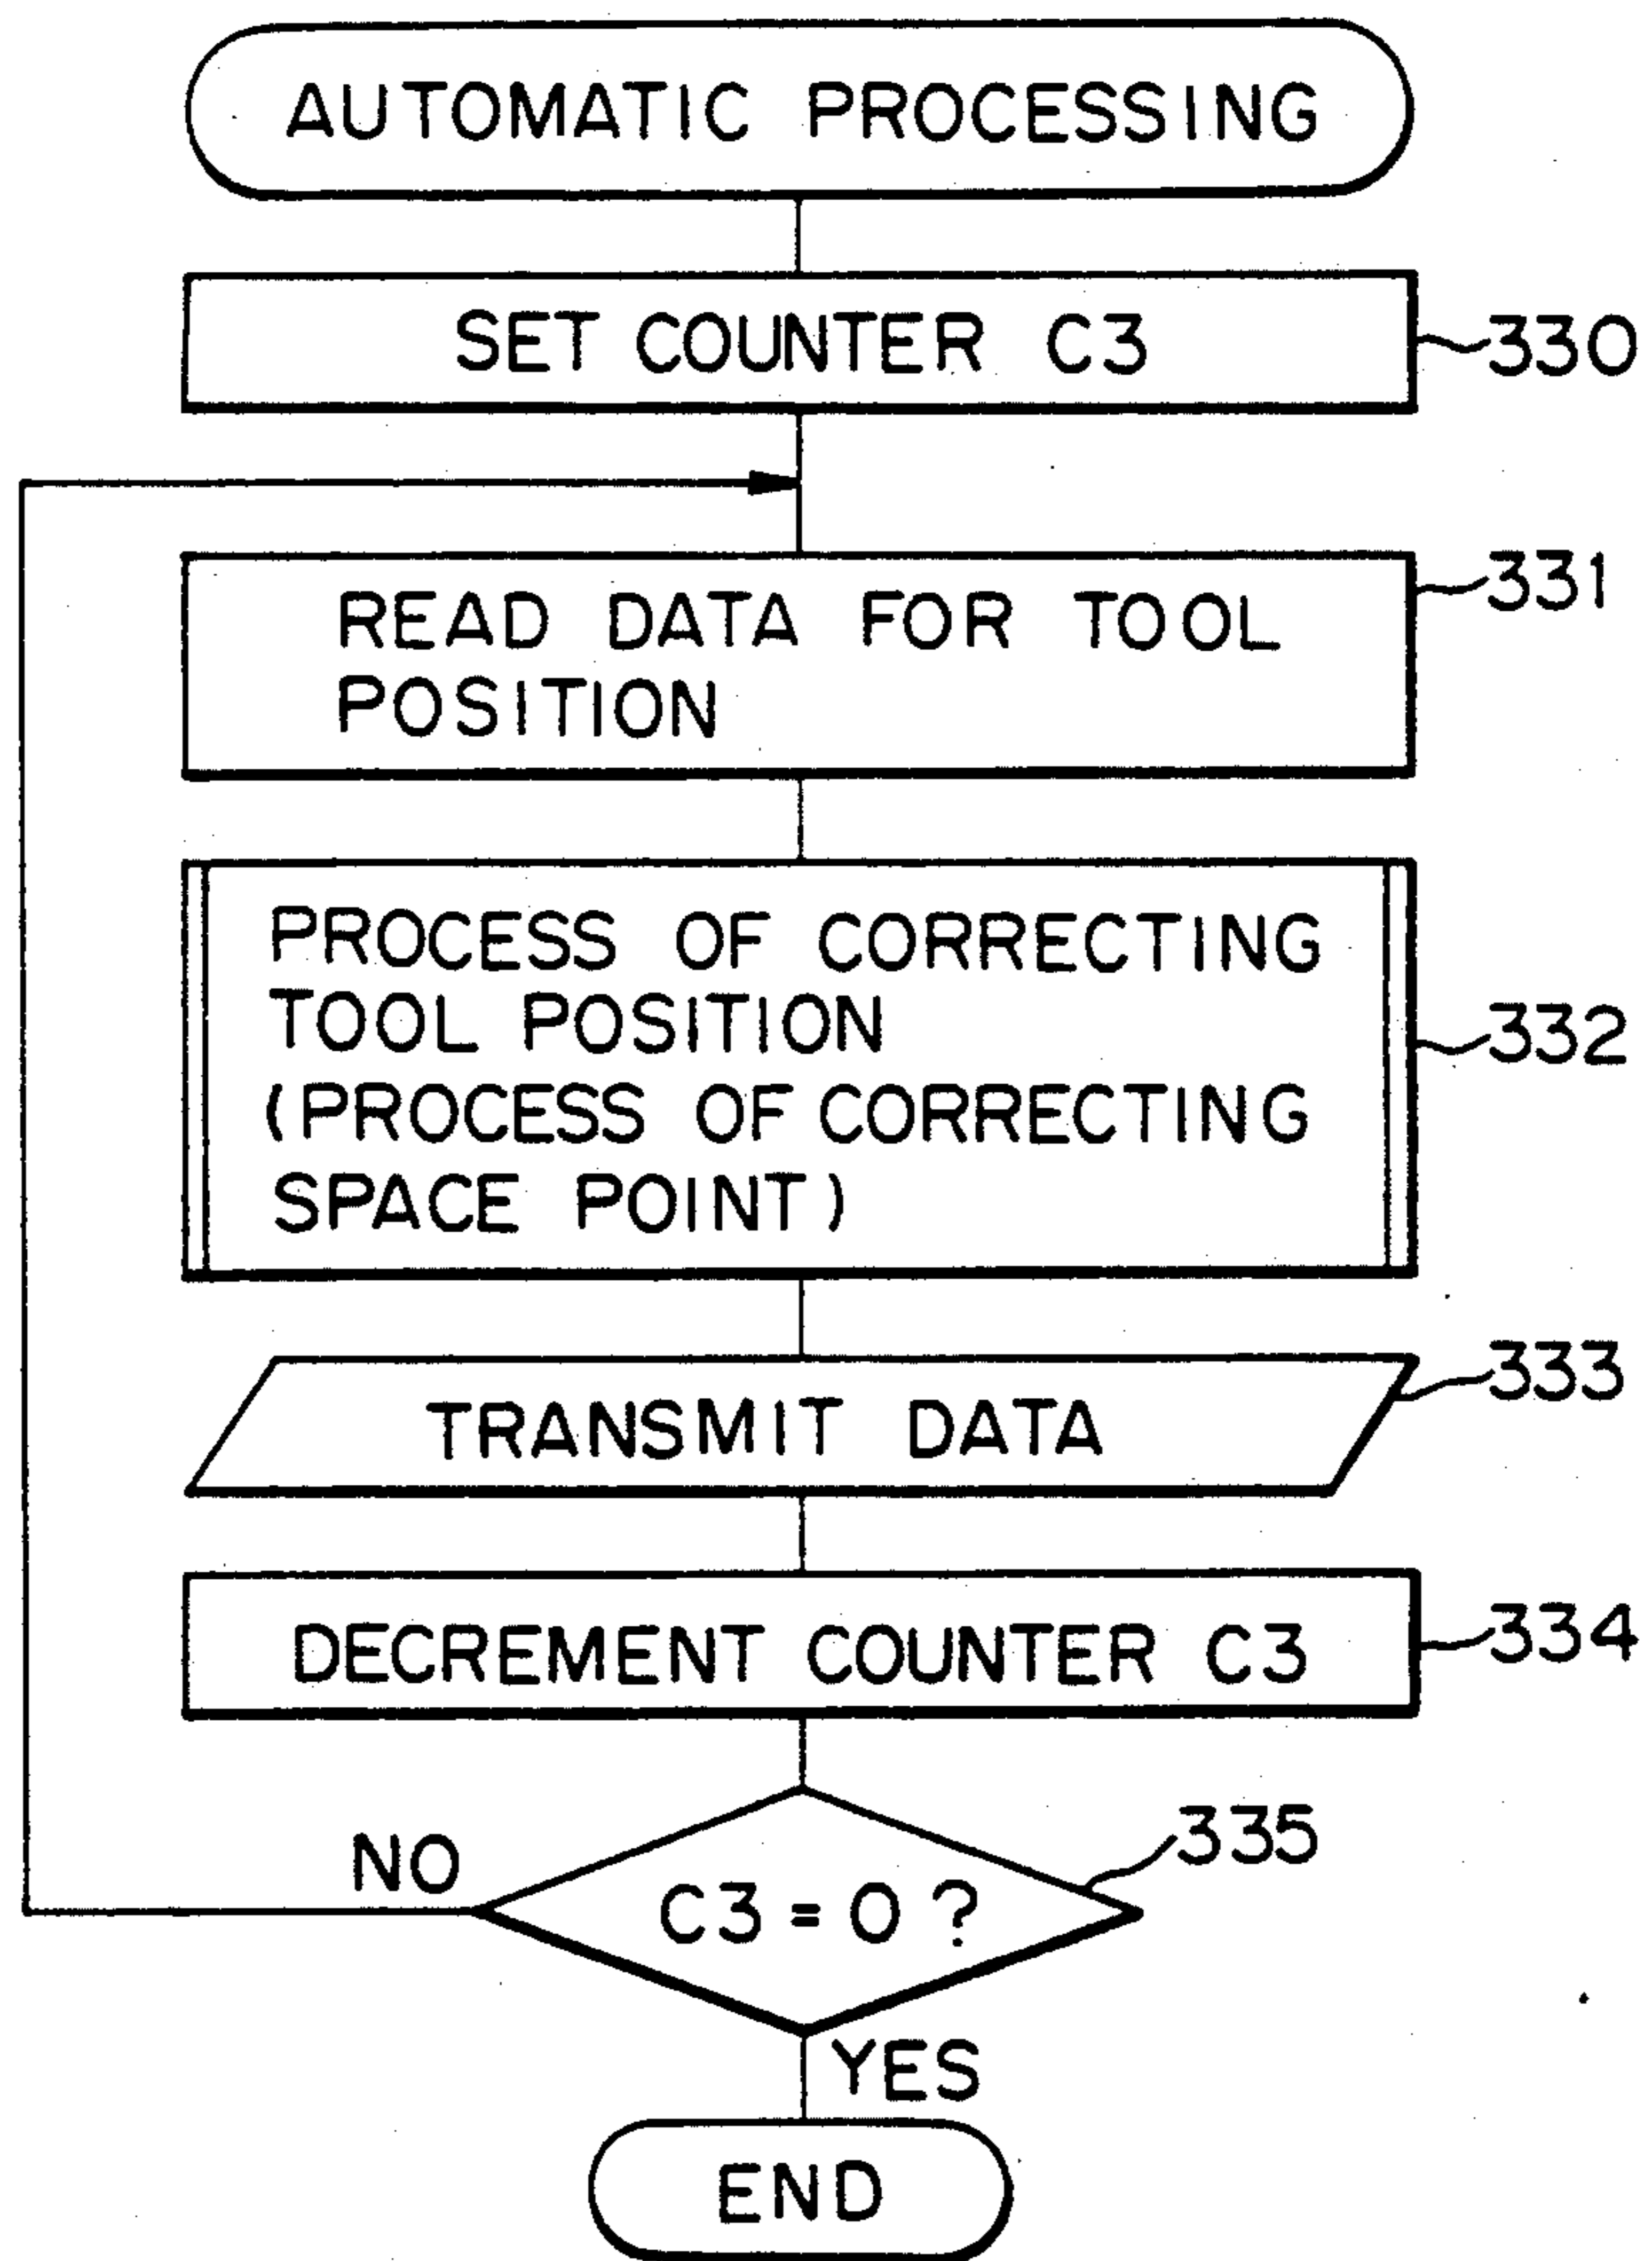 AUTOMATIC PROCESSING
SET COUNTER C3
330
READ DATA FOR TOOL
POSITION
331
PROCESS OF CORRECTING
TOOL POSITION
(PROCESS OF CORRECTING
SPACE POINT)
332
TRANSMIT DATA
333
DECREMENT COUNTER C3
334
C3=0?
335
NO
YES
END